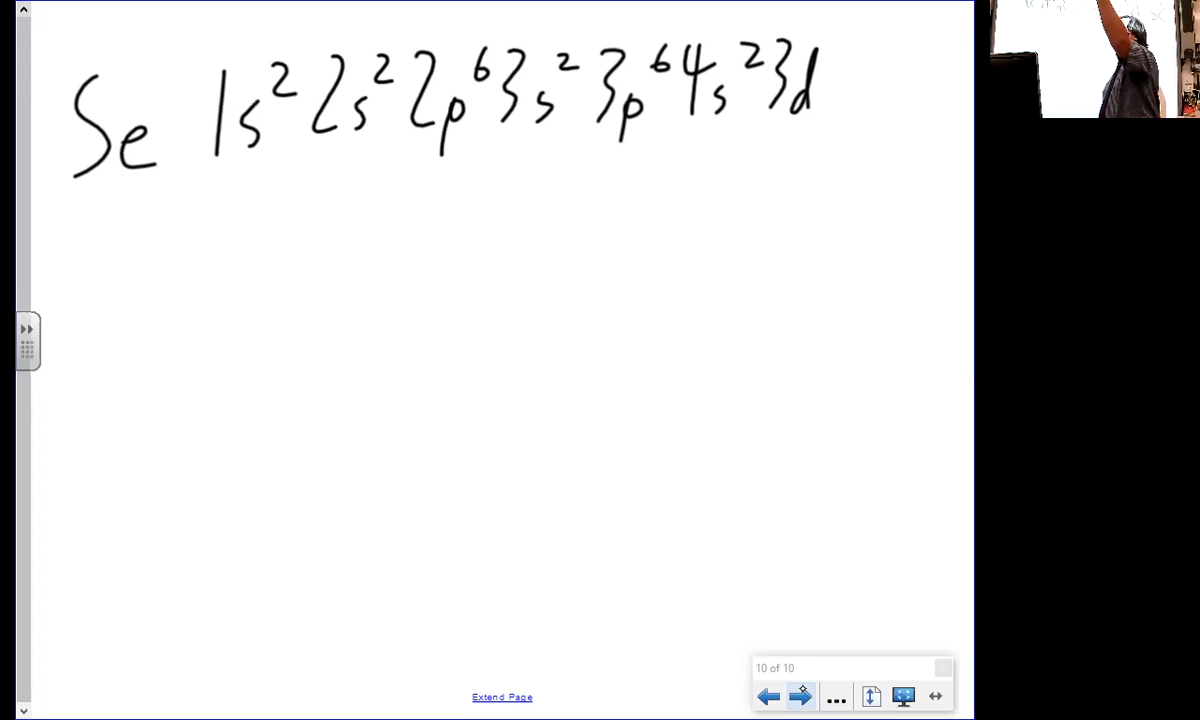 Se 1s² 2s² 2p⁶ 3s² 3p⁶ 4s² 3d
10 of 10
Extend Page